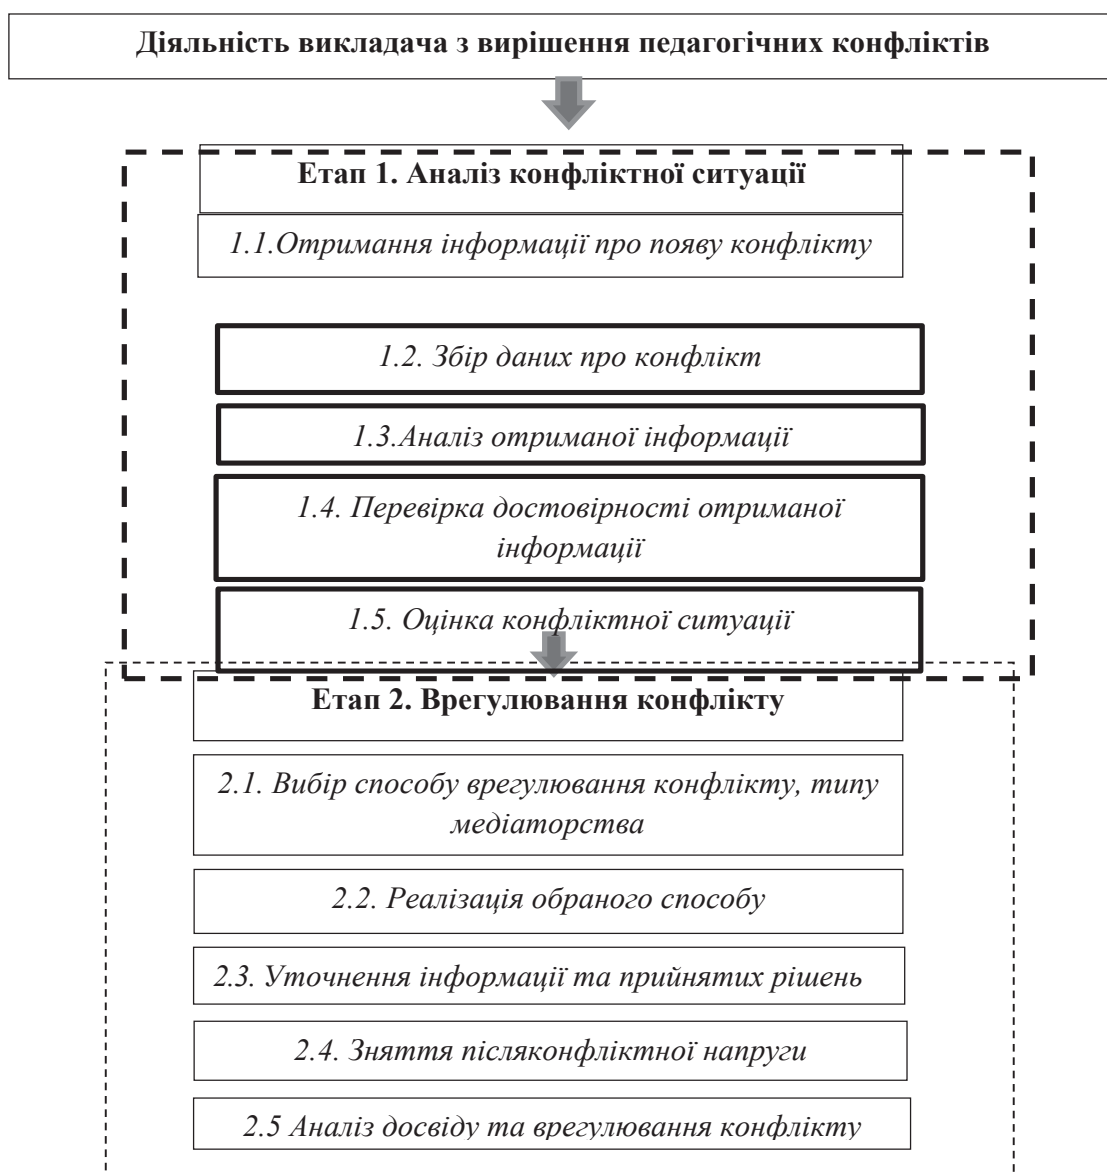 Діяльність викладача з вирішення педагогічних конфліктів
Етап 1. Аналіз конфліктної ситуації
1.1.Отримання інформації про появу конфлікту
1.2. Збір даних про конфлікт
1.3.Аналіз отриманої інформації
1.4. Перевірка достовірності отриманої
інформації
1.5. Оцінка конфліктної ситуації
Етап 2. Врегулювання конфлікту
2.1. Вибір способу врегулювання конфлікту, типу
медіаторства
2.2. Реалізація обраного способу
2.3. Уточнення інформації та прийнятих рішень
2.4. Зняття післяконфліктної напруги
2.5 Аналіз досвіду та врегулювання конфлікту